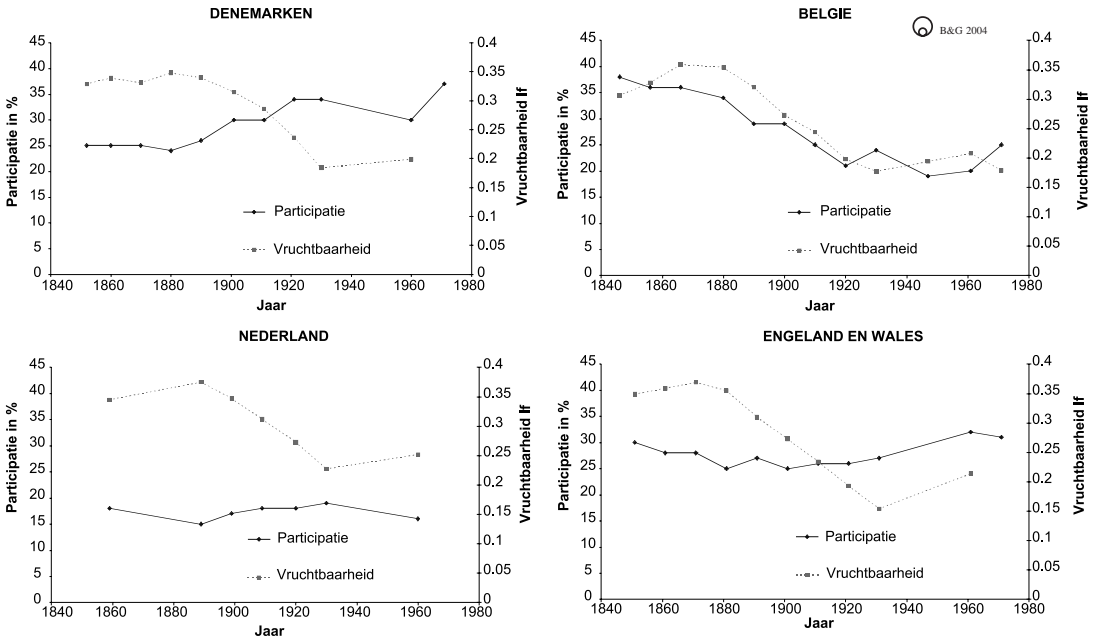 DENEMARKEN
Participatie in %
45
40
35
30
25
20
15
10
5
0
0.4
0.35
0.3
0.25
0.2
0.15
0.1
0.05
0
Vruchtbaarheid If
Participatie
Vruchtbaarheid
1840 1860 1880 1900 1920 1940 1960 1980
Jaar
BELGIE
B&G 2004
Participatie in %
45
40
35
30
25
20
15
10
5
0
0.4
0.35
0.3
0.25
0.2
0.15
0.1
0.05
0
Vruchtbaarheid If
Participatie
Vruchtbaarheid
1840 1860 1880 1900 1920 1940 1960 1980
Jaar
NEDERLAND
Participatie in %
45
40
35
30
25
20
15
10
5
0
0.4
0.35
0.3
0.25
0.2
0.15
0.1
0.05
0
Vruchtbaarheid If
Participatie
Vruchtbaarheid
1840 1860 1880 1900 1920 1940 1960 1980
Jaar
ENGELAND EN WALES
Participatie in %
45
40
35
30
25
20
15
10
5
0
0.4
0.35
0.3
0.25
0.2
0.15
0.1
0.05
0
Vruchtbaarheid If
Participatie
Vruchtbaarheid
1840 1860 1880 1900 1920 1940 1960 1980
Jaar